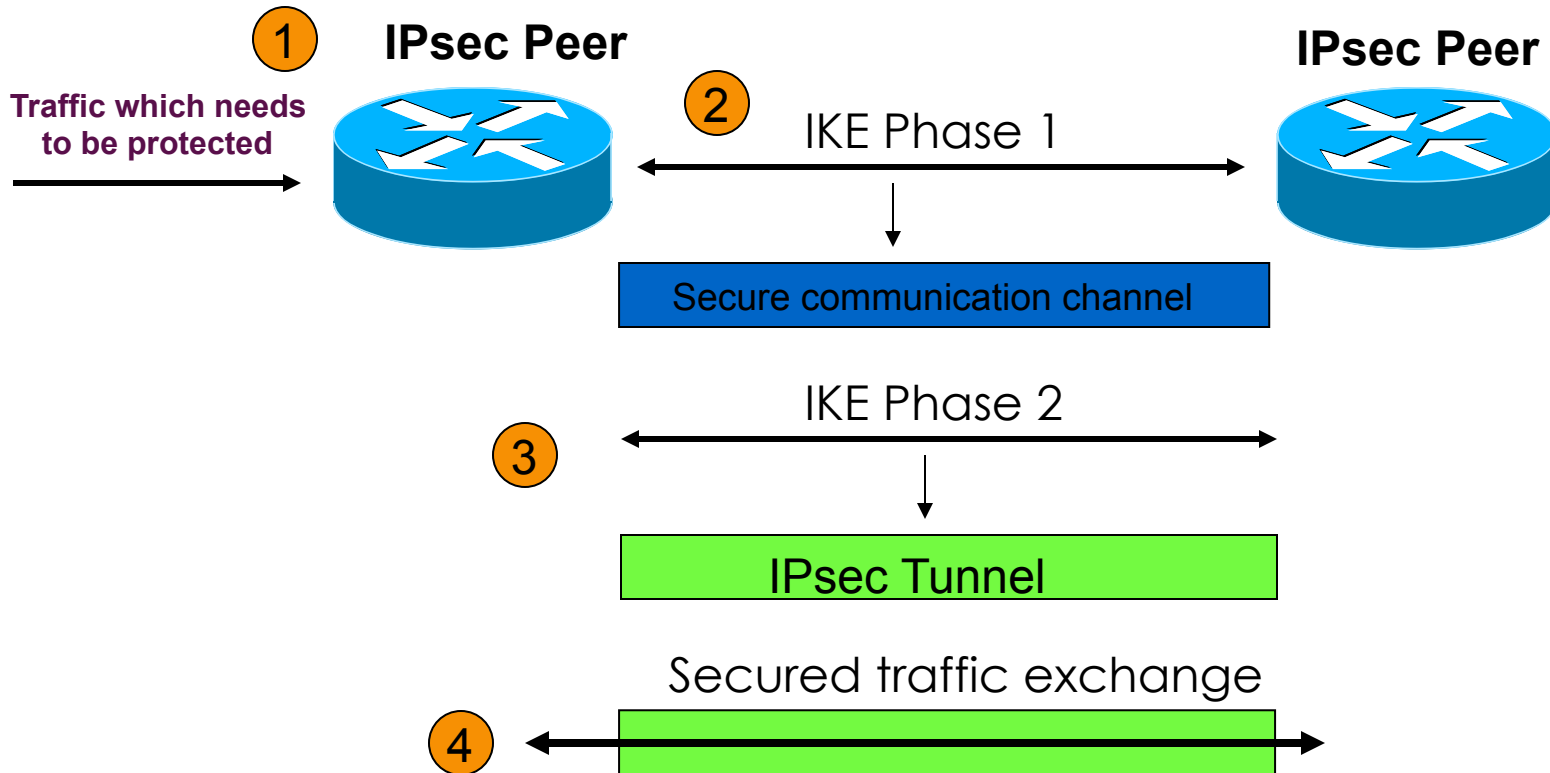 1
IPsec Peer
IPsec Peer
Traffic which needs
to be protected
2
IKE Phase 1
Secure communication channel
IKE Phase 2
3
IPsec Tunnel
Secured traffic exchange
4